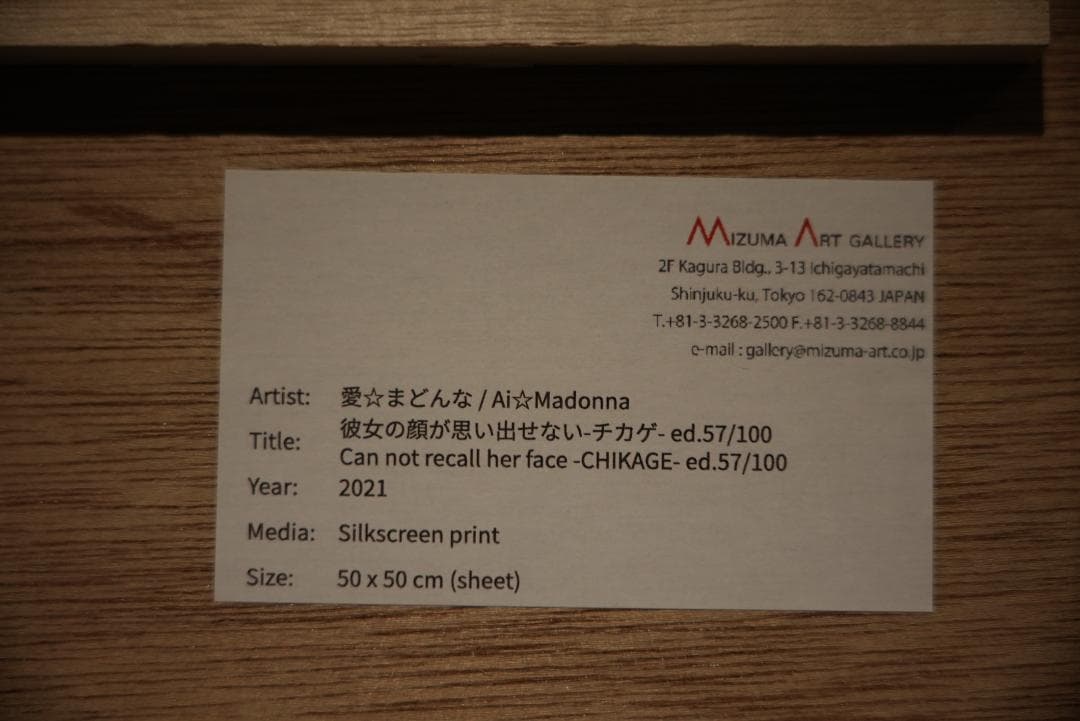 MIZUMA ART GALLERY
2F Kagura Bldg., 3-13 Ichigayatamachi
Shinjuku-ku, Tokyo 162-0843 JAPAN
T.+81-3-3268-2500 F.+81-3-3268-8844
e-mail : gallery@mizuma-art.co.jp
Artist: 愛☆まどんな / Ai☆Madonna
Title: 彼女の顔が思い出せない-チカゲ- ed.57/100
Can not recall her face -CHIKAGE- ed.57/100
Year: 2021
Media: Silkscreen print
Size: 50 x 50 cm (sheet)